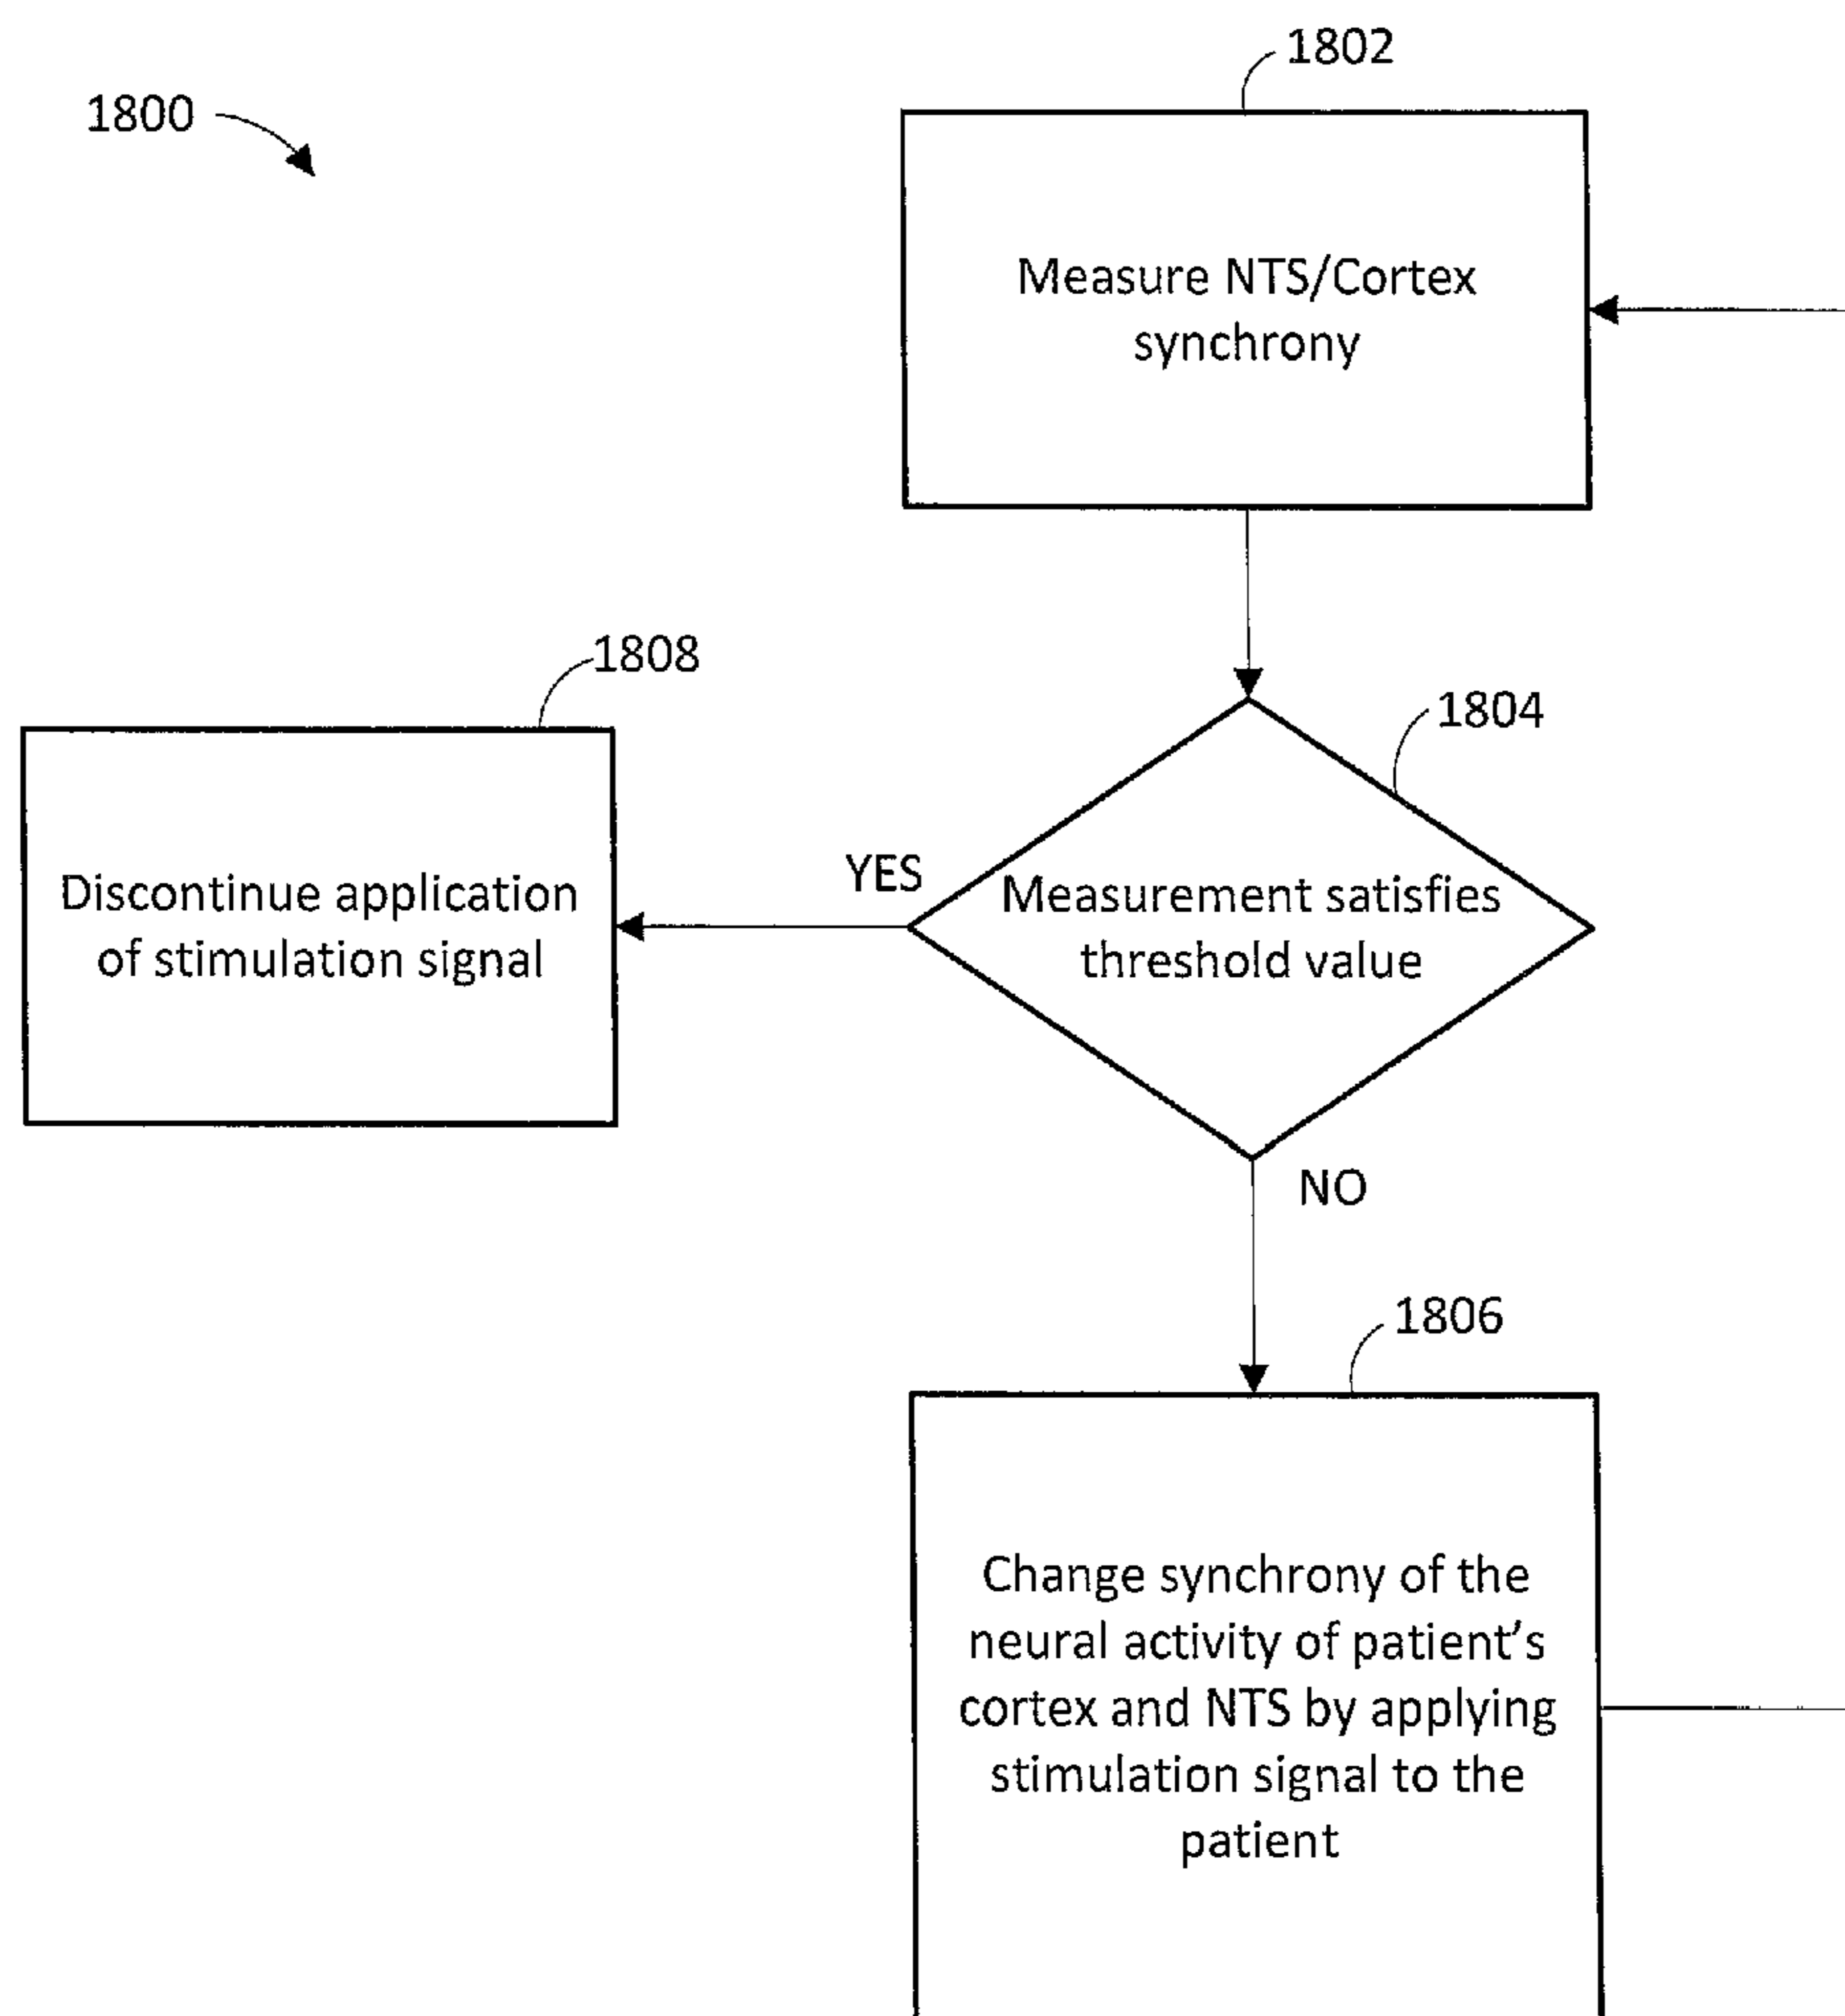 1802
1800
Measure NTS/Cortex
synchrony
1808
1804
YES
Discontinue application
of stimulation signal
Measurement satisfies
threshold value
NO
1806
Change synchrony of the
neural activity of patient's
cortex and NTS by applying
stimulation signal to the
patient